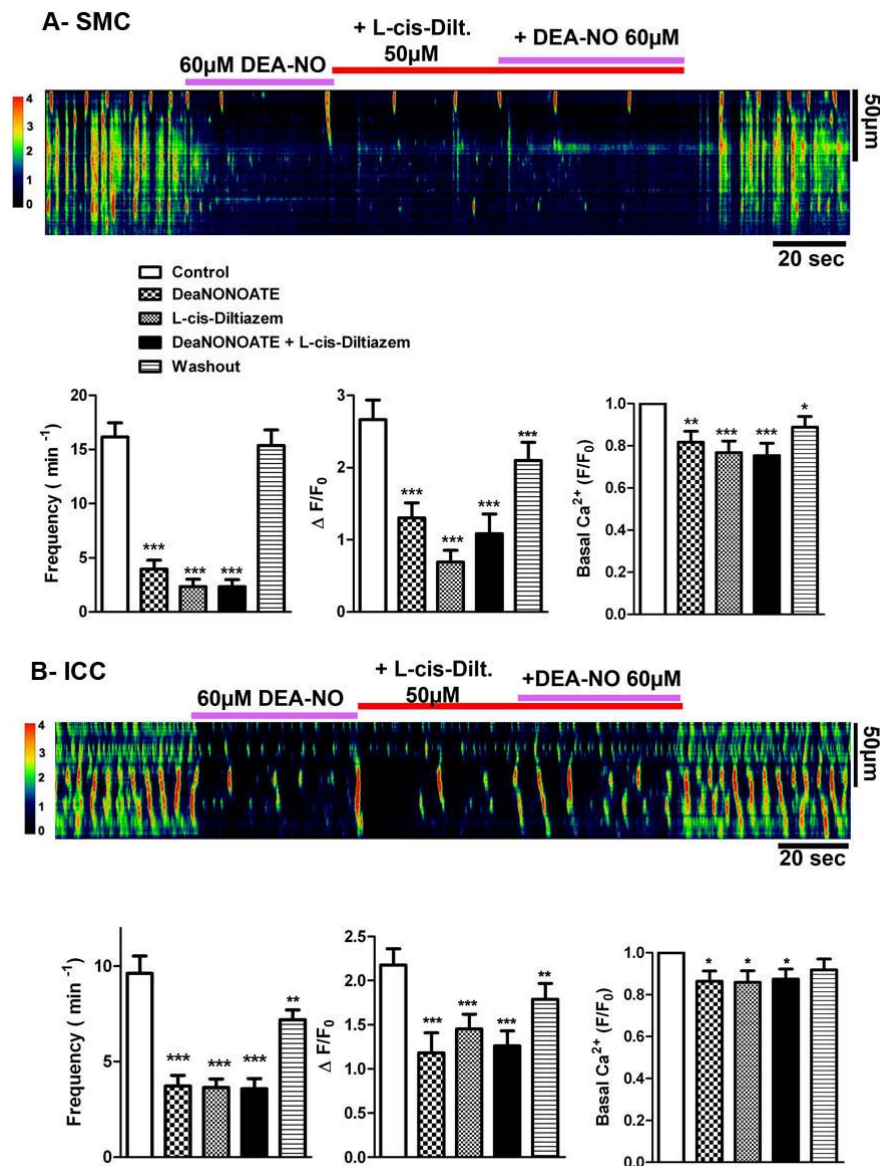 A- SMC
+ L-cis-Dilt.
50µM
+ DEA-NO 60µM
60µM DEA-NO
4
3
2
1
0
50µm
20 sec
Control
DeaNONOATE
L-cis-Diltiazem
DeaNONOATE + L-cis-Diltiazem
Washout
Frequency ( min -1)
20
15
10
5
0
***
***
***
Δ F/F0
3
2
1
0
***
***
***
***
Basal Ca2+ (F/F0)
1.0
0.8
0.6
0.4
0.2
0.0
**
***
***
*
B- ICC
+ L-cis-Dilt.
50µM
+DEA-NO 60µM
60µM DEA-NO
4
3
2
1
0
50µm
20 sec
Frequency ( min -1)
10
5
0
***
***
***
**
Δ F/F0
2.5
2.0
1.5
1.0
0.5
0.0
***
***
***
**
Basal Ca2+ (F/F0)
1.0
0.8
0.6
0.4
0.2
0.0
*
*
*